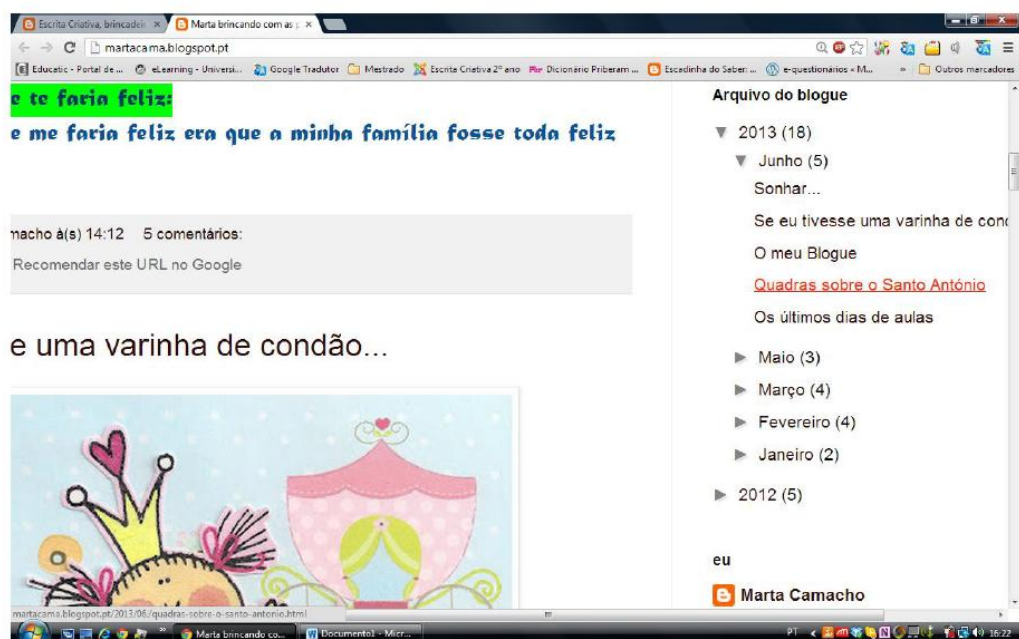 Escrita Criativa, brincadei
Marta brincando com as p
martacama.blogspot.pt
Educatic - Portal de ...
eLearning - Universi...
Google Tradutor
Mestrado
Escrita Criativa 2º ano
Dicionário Priberam ...
Escadinha do Saber: ...
e-questionários « M...
»
Outros marcadores
e te faria feliz:
e me faria feliz era que a minha família fosse toda feliz
macho à(s) 14:12 5 comentários:
Recomendar este URL no Google
e uma varinha de condão...
Arquivo do blogue
▼ 2013 (18)
▼ Junho (5)
Sonhar...
Se eu tivesse uma varinha de cond
O meu Blogue
Quadras sobre o Santo António
Os últimos dias de aulas
► Maio (3)
► Março (4)
► Fevereiro (4)
► Janeiro (2)
► 2012 (5)
eu
Marta Camacho
martacama.blogspot.pt/2013/06/quadras-sobre-o-santo-antonio.html
Marta brincando co...
Documento1 - Micr...
PT
16:22